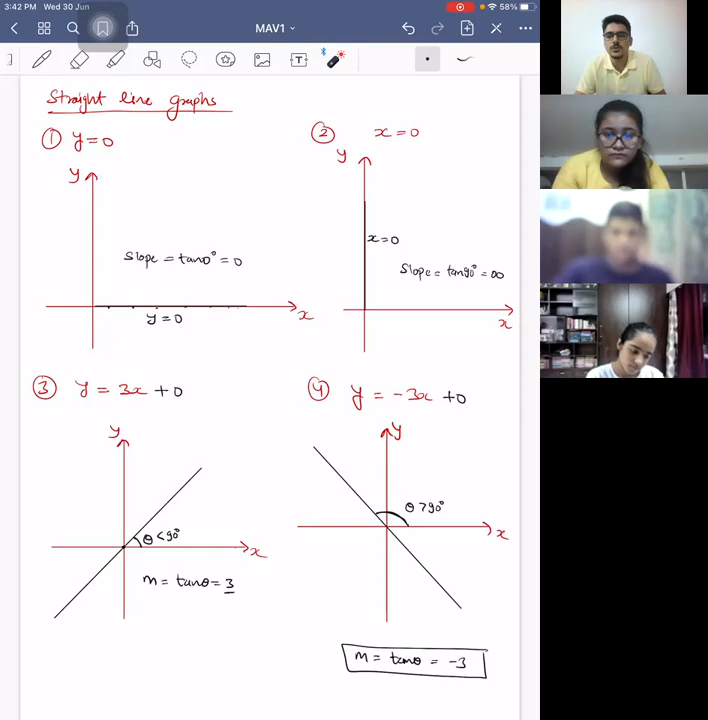 3:42 PM Wed 30 Jun
58%
MAV1
T
Straight line graphs
① y=0
② x=0
y
y
x=0
Slope = tan0° = 0
Slope = tan90° = ∞
y=0
x
x
③ y = 3x +0
④ y = -3x +0
y
y
θ >90°
θ <90°
x
x
m = tanθ = 3
m = tanθ = -3